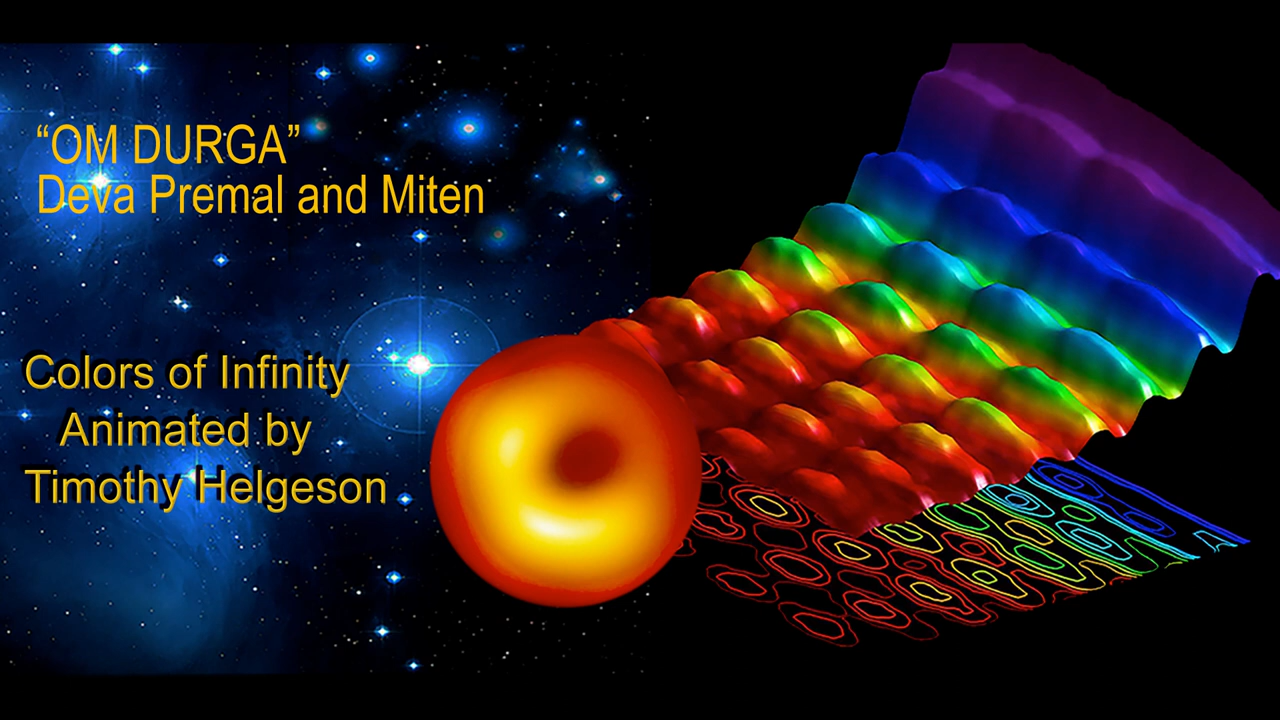 “OM DURGA”
Deva Premal and Miten
Colors of Infinity
Animated by
Timothy Helgeson